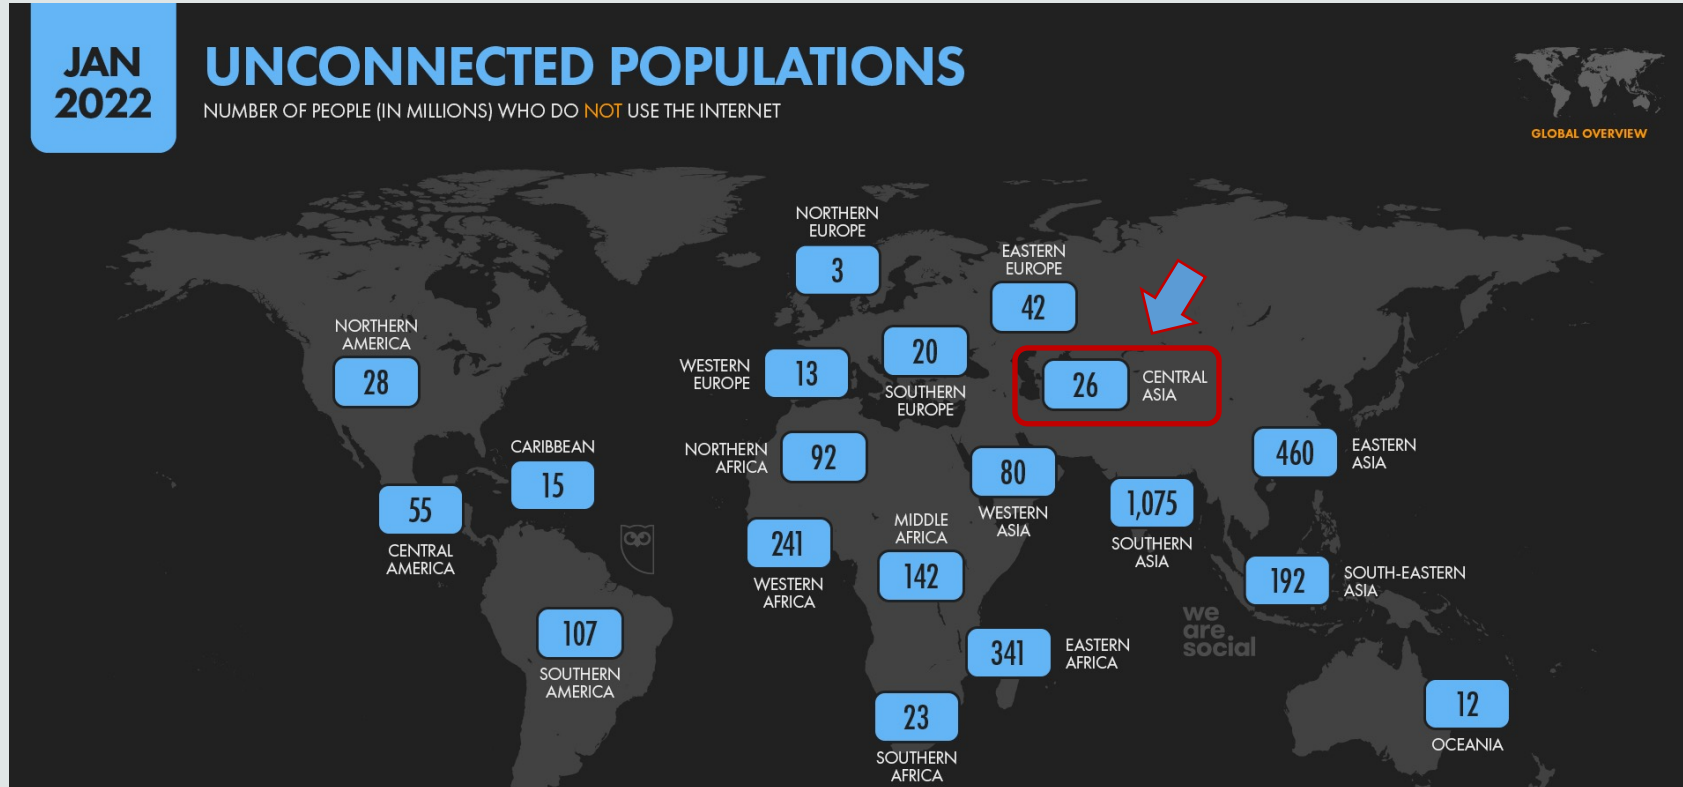 JAN
2022
UNCONNECTED POPULATIONS
NUMBER OF PEOPLE (IN MILLIONS) WHO DO NOT USE THE INTERNET
GLOBAL OVERVIEW
NORTHERN
EUROPE
3
EASTERN
EUROPE
42
NORTHERN
AMERICA
28
WESTERN
EUROPE
13
20
SOUTHERN
EUROPE
26
CENTRAL
ASIA
CARIBBEAN
15
NORTHERN
AFRICA
92
80
WESTERN
ASIA
460
EASTERN
ASIA
55
CENTRAL
AMERICA
1,075
SOUTHERN
ASIA
241
WESTERN
AFRICA
MIDDLE
AFRICA
142
192
SOUTH-EASTERN
ASIA
107
SOUTHERN
AMERICA
we
are
social
341
EASTERN
AFRICA
23
SOUTHERN
AFRICA
12
OCEANIA